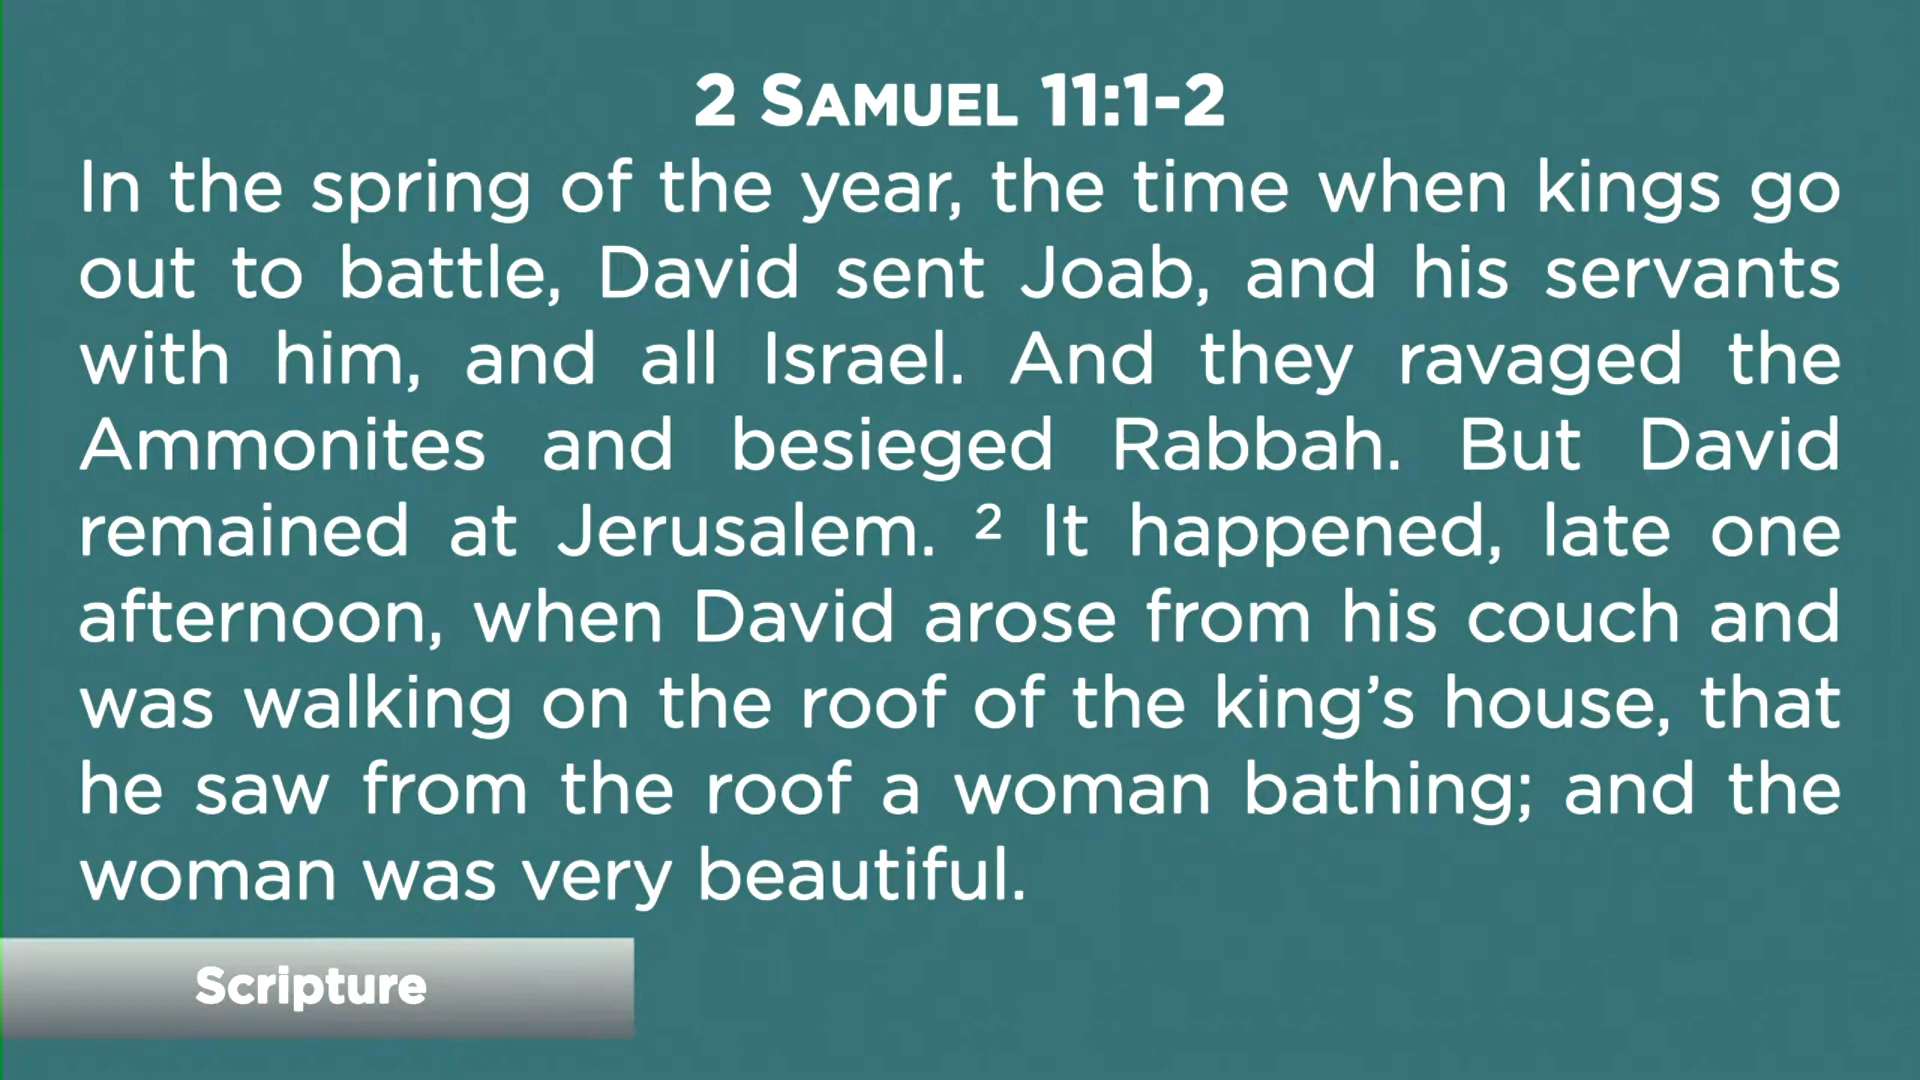 2 SAMUEL 11:1-2
In the spring of the year, the time when kings go
out to battle, David sent Joab, and his servants
with him, and all Israel. And they ravaged the
Ammonites and besieged Rabbah. But David
remained at Jerusalem. ² It happened, late one
afternoon, when David arose from his couch and
was walking on the roof of the king’s house, that
he saw from the roof a woman bathing; and the
woman was very beautiful.
Scripture